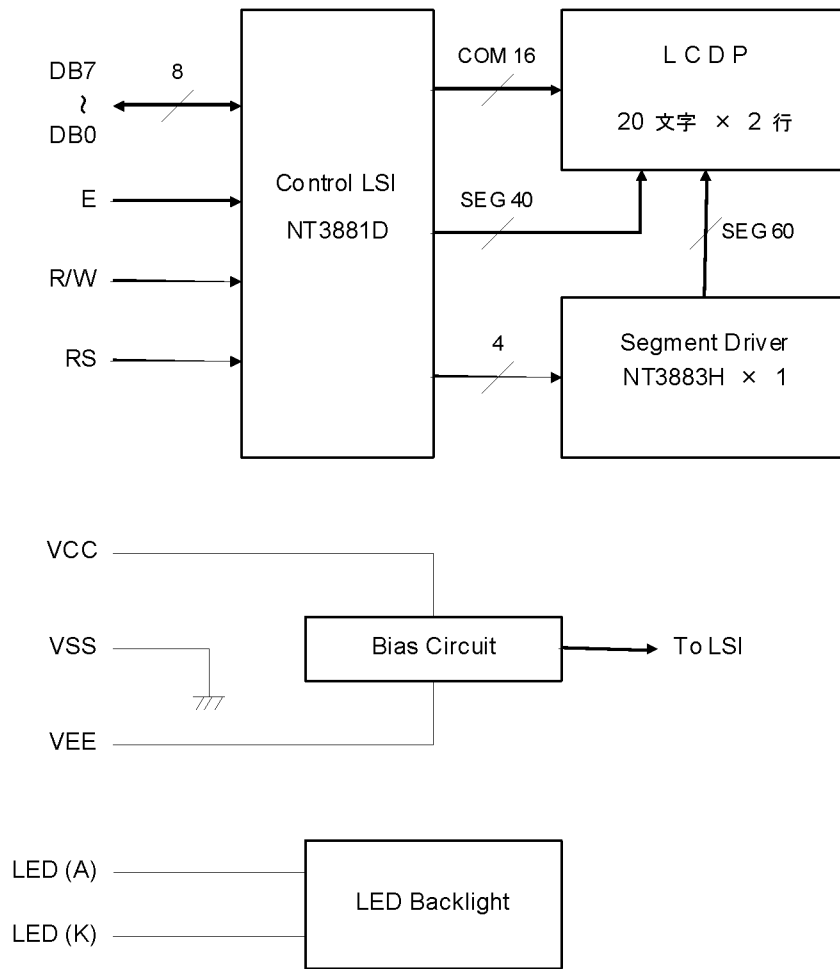 DB7
~
DB0
8
E
R/W
RS
Control LSI
NT3881D
COM 16
SEG 40
4
L C D P
20 文字 × 2 行
SEG 60
Segment Driver
NT3883H × 1
VCC
VSS
VEE
Bias Circuit
To LSI
LED (A)
LED (K)
LED Backlight